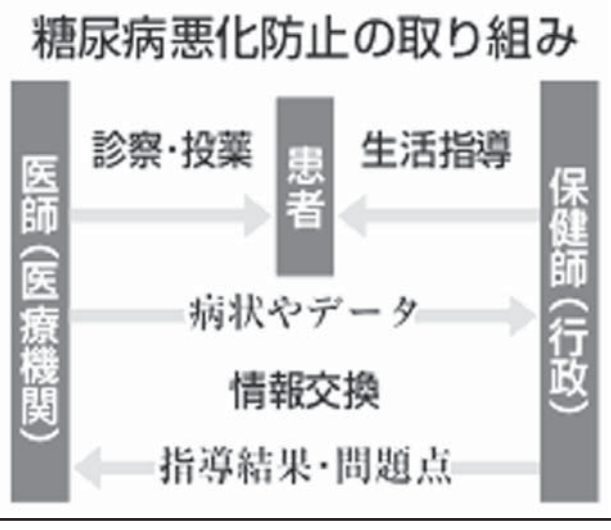 糖尿病悪化防止の取り組み
医師(医療機関)
診察・投薬
患者
生活指導
保健師(行政)
病状やデータ
情報交換
指導結果・問題点